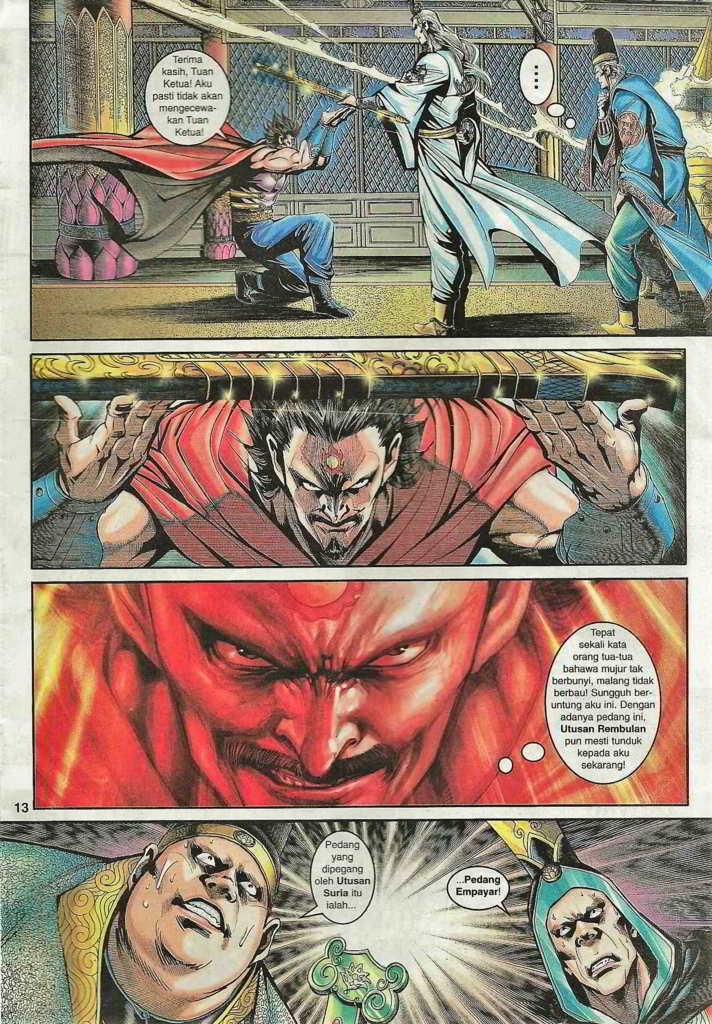 Terima
kasih, Tuan
Ketua! Aku
pasti tidak akan
mengecewa-
kan Tuan
Ketua!
...
Tepat
sekali kata
orang tua-tua
bahawa mujur tak
berbunyi, malang tidak
berbau! Sungguh ber-
untung aku ini. Dengan
adanya pedang ini,
Utusan Rembulan
pun mesti tunduk
kepada aku
sekarang!
13
Pedang
yang
dipegang
oleh Utusan
Suria itu
ialah...
...Pedang
Empayar!